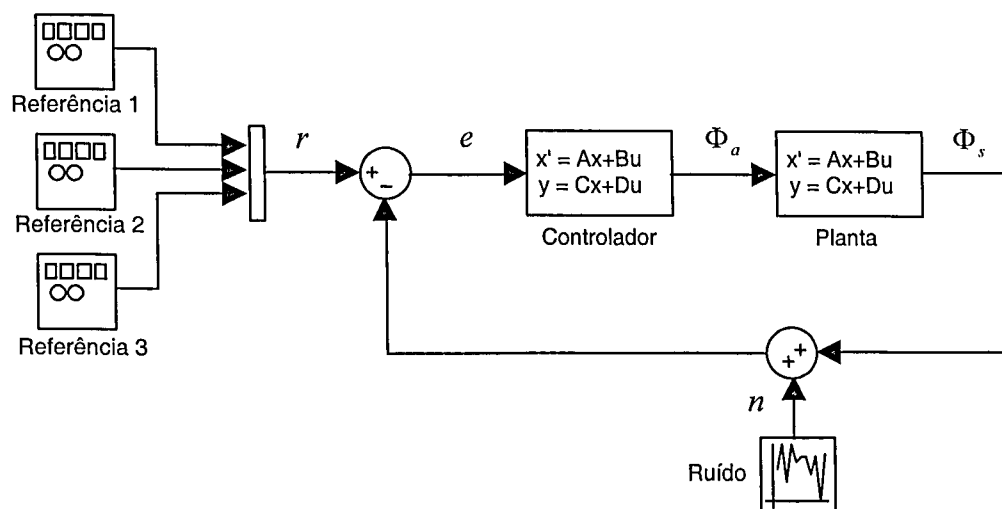 Referência 1
Referência 2
Referência 3
r
+
−
e
x' = Ax+Bu
y = Cx+Du
Controlador
Φa
x' = Ax+Bu
y = Cx+Du
Planta
Φs
+
+
n
Ruído